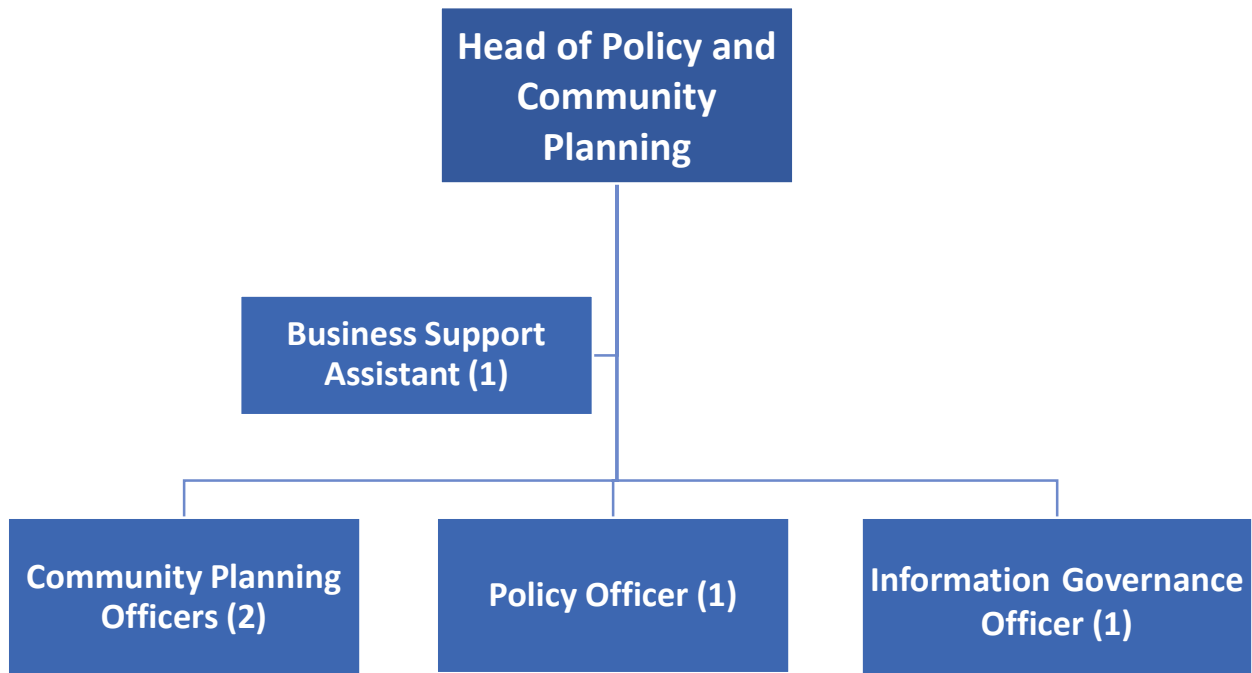 Head of Policy and
Community
Planning
Business Support
Assistant (1)
Community Planning
Officers (2)
Policy Officer (1)
Information Governance
Officer (1)